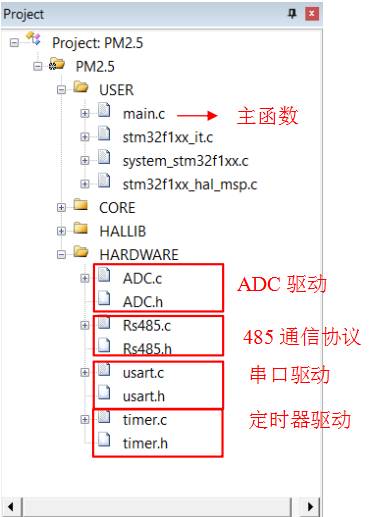 Project
Project: PM2.5
PM2.5
USER
main.c 主函数
stm32f1xx_it.c
system_stm32f1xx.c
stm32f1xx_hal_msp.c
CORE
HALLIB
HARDWARE
ADC.c
ADC.h
ADC 驱动
Rs485.c
Rs485.h
485 通信协议
usart.c
usart.h
串口驱动
timer.c
timer.h
定时器驱动